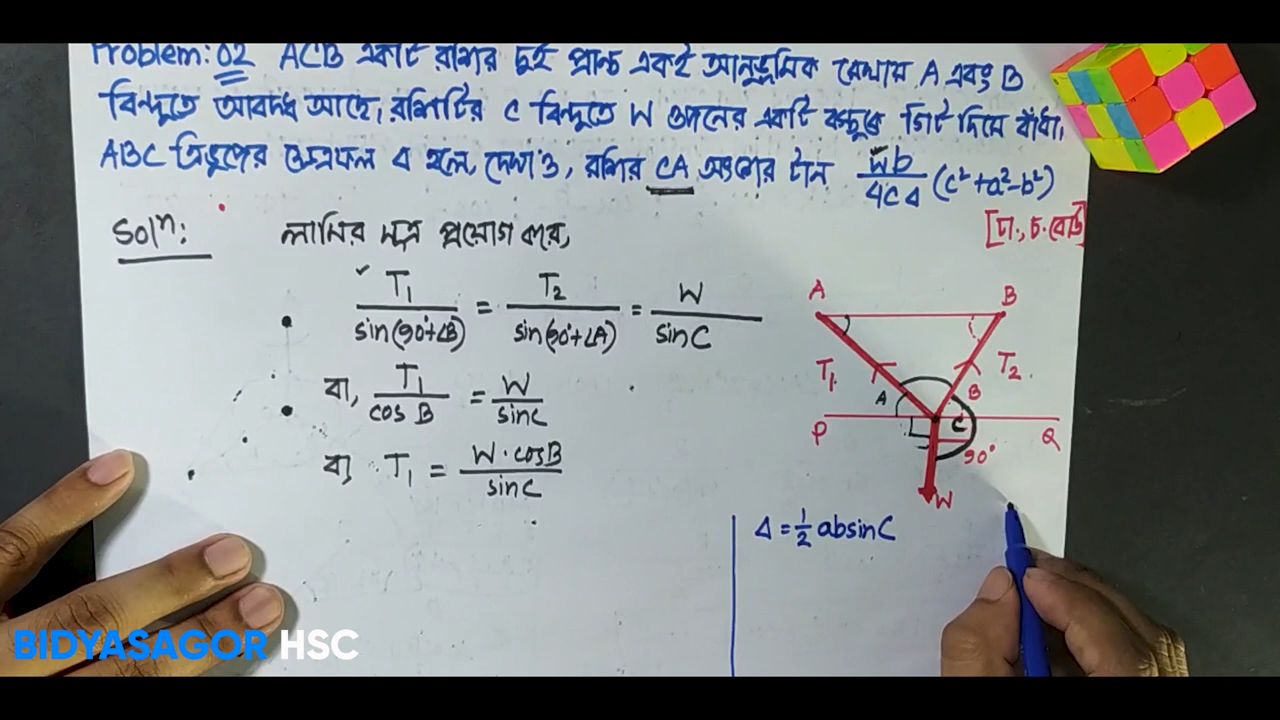 Problem: 02 ACB একটি রশির দুই প্রান্ত একই আনুভূমিক রেখায় A এবং B
বিন্দুতে আবদ্ধ আছে, রশিটির C বিন্দুতে W ওজনের একটি বস্তুকে গিট দিয়ে বাঁধা,
ABC ত্রিভুজের ক্ষেত্রফল Δ হলে দেখাও, রশির CA অংশের টান Wb/4cΔ (c²+a²-b²)
[ঢা., চ. বোর্ড]
Solⁿ: লামির সূত্র প্রয়োগ করে,
T₁/sin(90°+∠B) = T₂/sin(90°+∠A) = W/sinC
বা, T₁/cosB = W/sinC
বা, T₁ = W·cosB/sinC
A B
T₁ T₂
A B
P C Q
90°
W
Δ = 1/2 absinC
BIDYASAGOR HSC